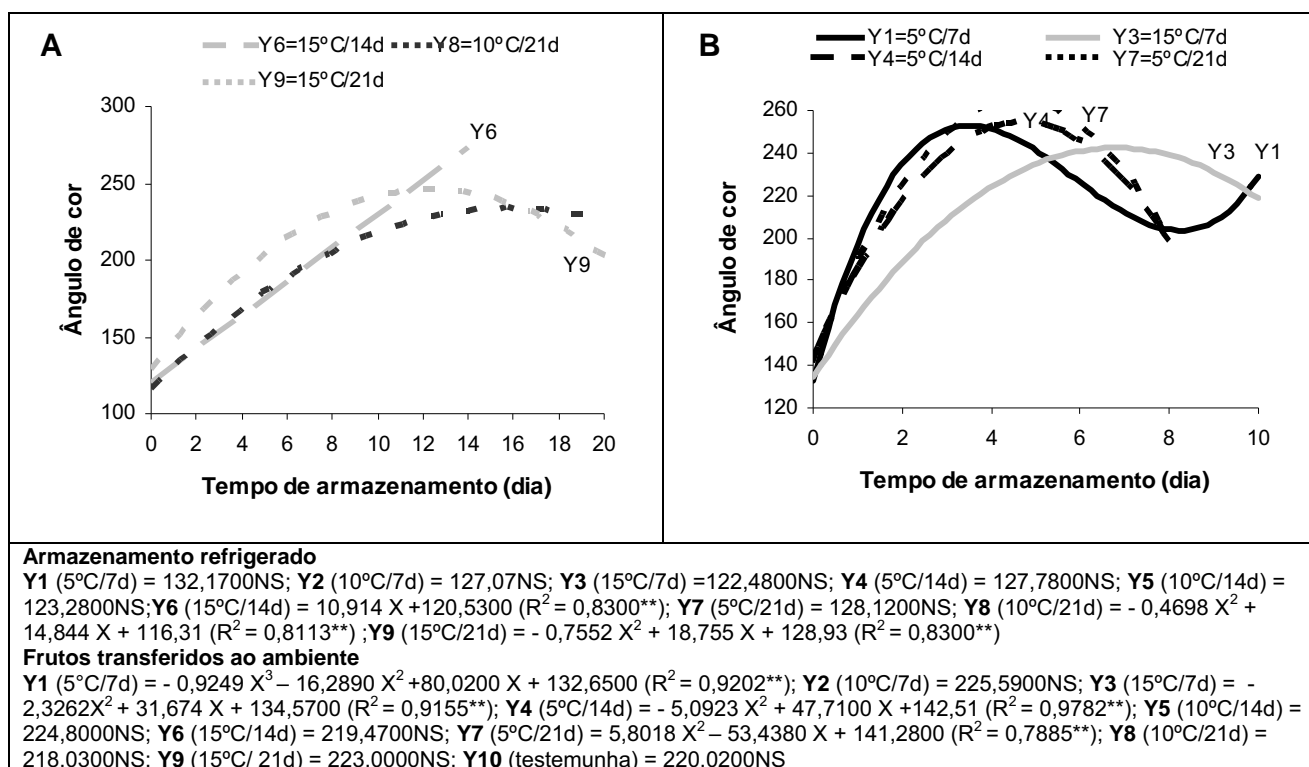 A
Y6=15ºC/14d
Y8=10ºC/21d
Y9=15ºC/21d
300
250
200
150
100
Ângulo de cor
Y6
Y9
0 2 4 6 8 10 12 14 16 18 20
Tempo de armazenamento (dia)
B
Y1=5ºC/7d
Y3=15ºC/7d
Y4=5ºC/14d
Y7=5ºC/21d
260
240
220
200
180
160
140
120
Ângulo de cor
Y4
Y7
Y3
Y1
0 2 4 6 8 10
Tempo de armazenamento (dia)
Armazenamento refrigerado
Y1 (5ºC/7d) = 132,1700NS; Y2 (10ºC/7d) = 127,07NS; Y3 (15ºC/7d) =122,4800NS; Y4 (5ºC/14d) = 127,7800NS; Y5 (10ºC/14d) =
123,2800NS;Y6 (15ºC/14d) = 10,914 X +120,5300 (R² = 0,8300**); Y7 (5ºC/21d) = 128,1200NS; Y8 (10ºC/21d) = - 0,4698 X² +
14,844 X + 116,31 (R² = 0,8113**) ;Y9 (15ºC/21d) = - 0,7552 X² + 18,755 X + 128,93 (R² = 0,8300**)
Frutos transferidos ao ambiente
Y1 (5°C/7d) = - 0,9249 X³ – 16,2890 X² +80,0200 X + 132,6500 (R² = 0,9202**); Y2 (10ºC/7d) = 225,5900NS; Y3 (15ºC/7d) = -
2,3262X² + 31,674 X + 134,5700 (R² = 0,9155**); Y4 (5ºC/14d) = - 5,0923 X² + 47,7100 X +142,51 (R² = 0,9782**); Y5 (10ºC/14d) =
224,8000NS; Y6 (15ºC/14d) = 219,4700NS; Y7 (5ºC/21d) = 5,8018 X² – 53,4380 X + 141,2800 (R² = 0,7885**); Y8 (10ºC/21d) =
218,0300NS; Y9 (15ºC/ 21d) = 223,0000NS; Y10 (testemunha) = 220,0200NS